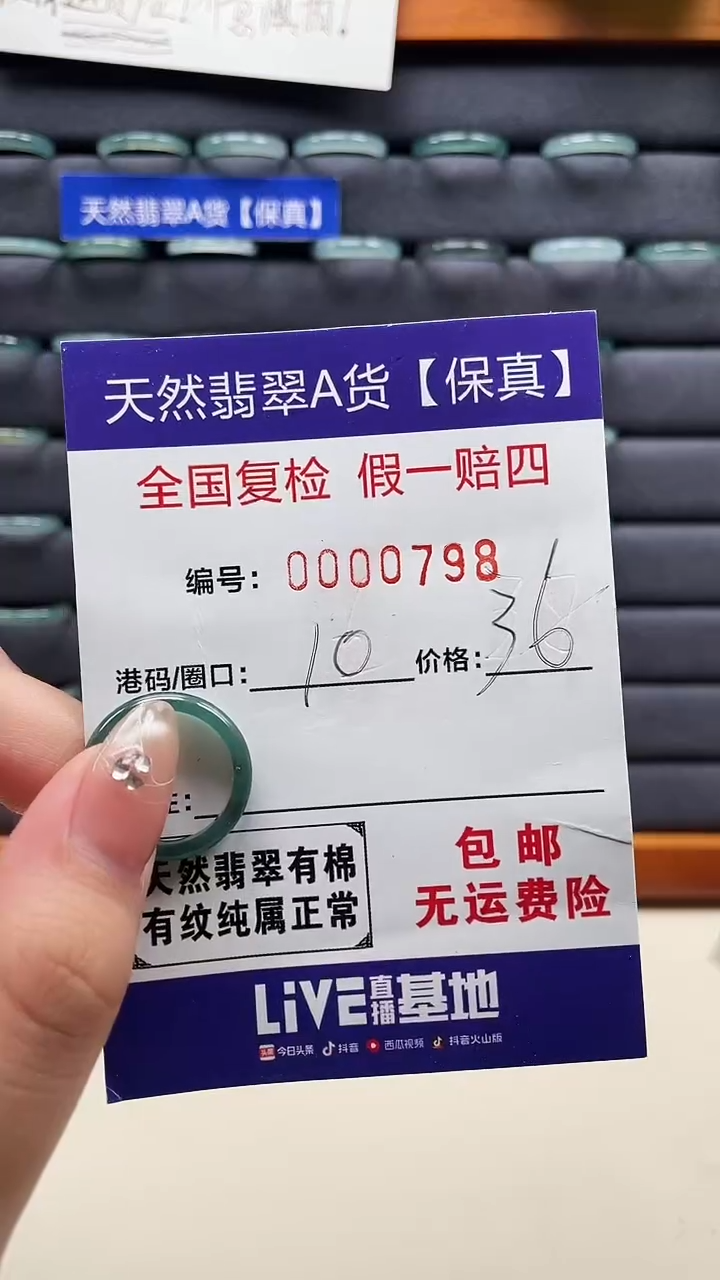 天然翡翠A货【保真】
天然翡翠A货【保真】
全国复检 假一赔四
编号: 0000798
港码/圈口: 10 价格: 36
:
天然翡翠有棉
有纹纯属正常
包邮
无运费险
LiVE直播基地
头条 今日头条 抖音 西瓜视频 抖音火山版